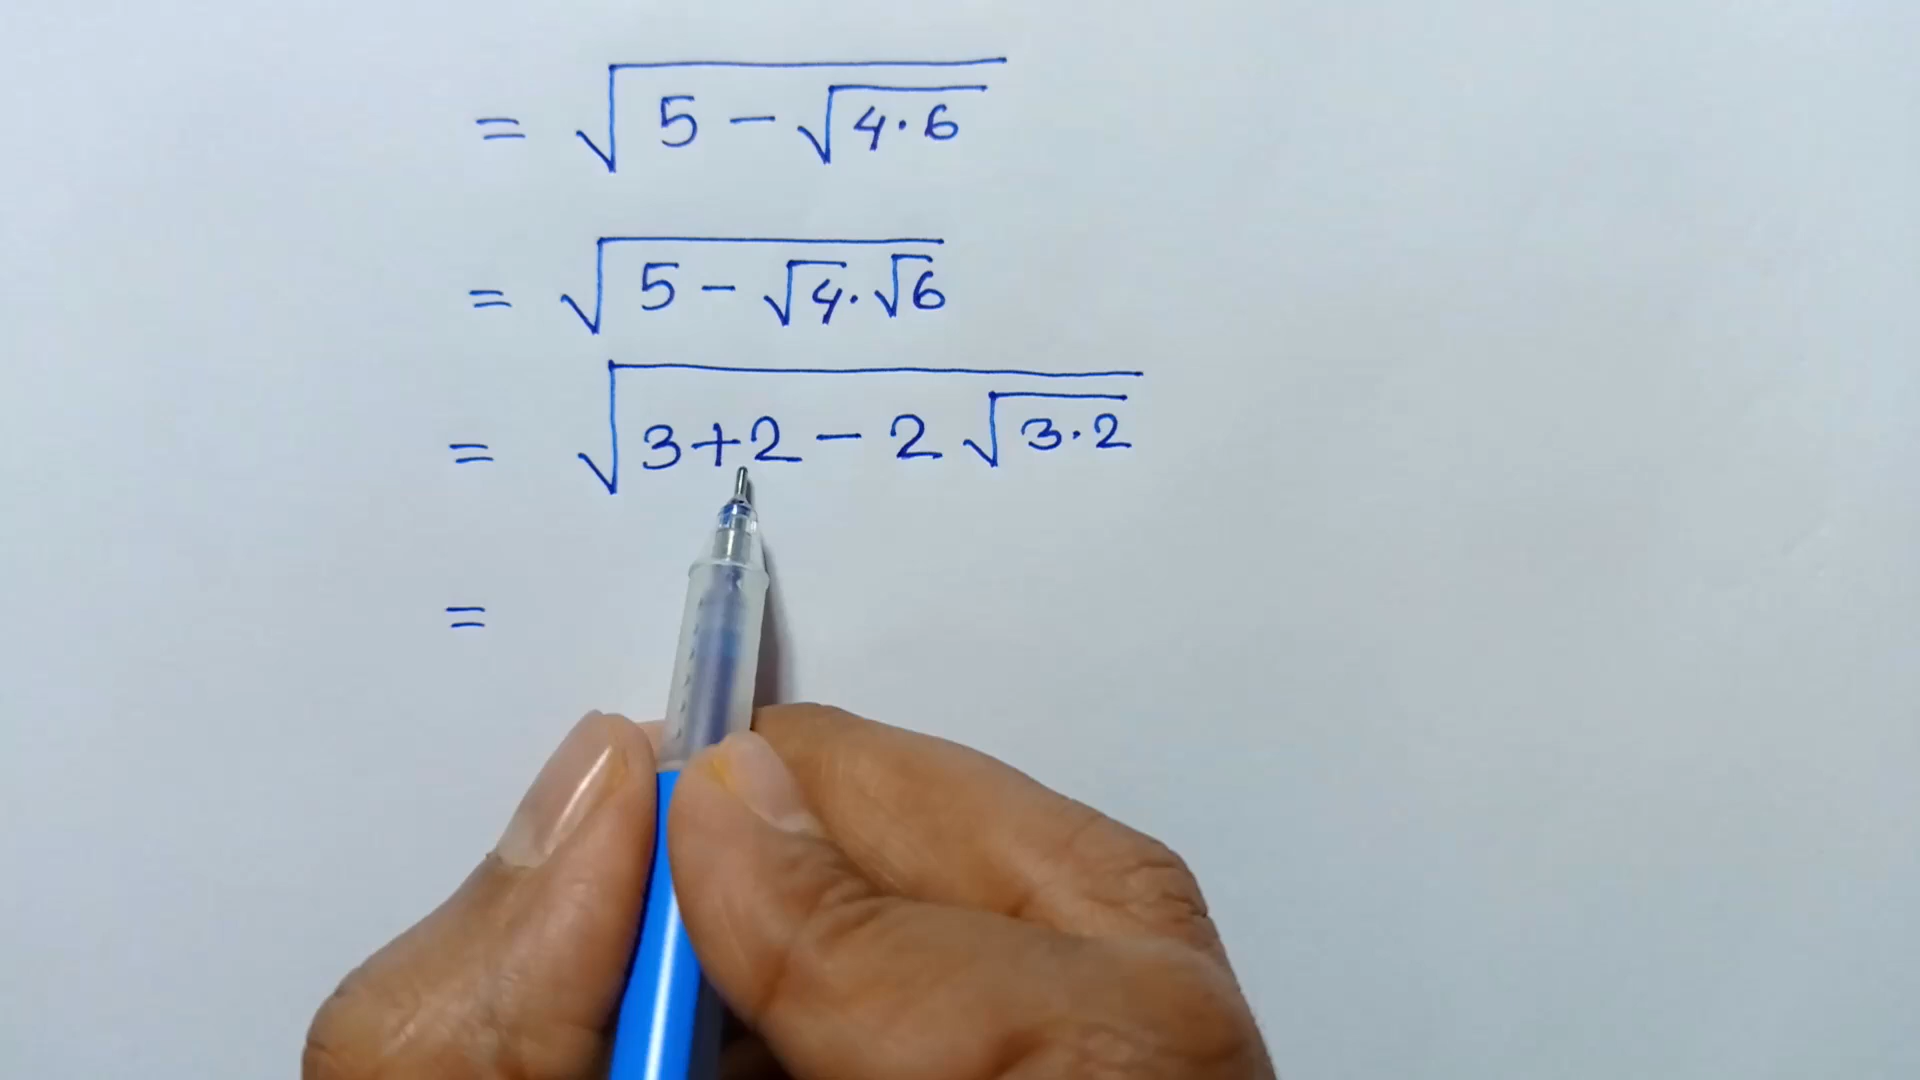 = √(5 − √(4·6))
= √(5 − √4·√6)
= √(3+2 − 2√(3·2))
=